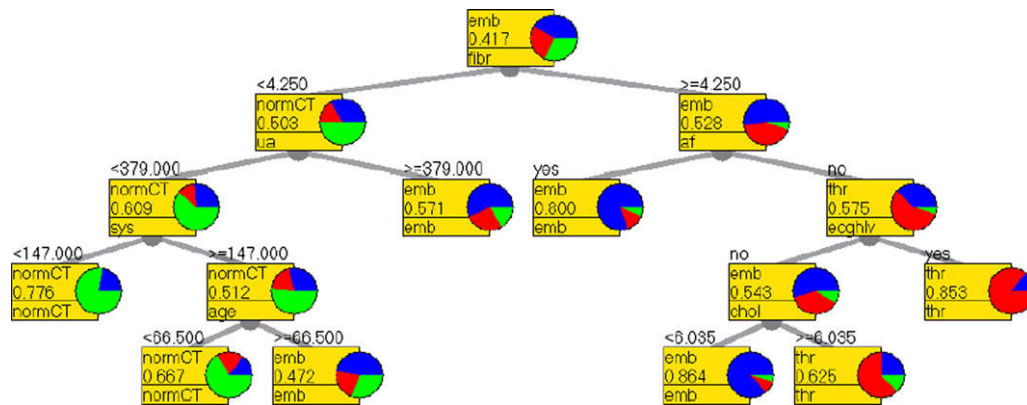 emb
0.417
fibr
<4.250
>=4.250
normCT
0.503
ua
emb
0.528
af
<379.000
>=379.000
yes
no
normCT
0.609
sys
emb
0.571
emb
emb
0.800
emb
thr
0.575
ecghlv
<147.000
>=147.000
no
yes
normCT
0.776
normCT
normCT
0.512
age
emb
0.543
chol
thr
0.853
thr
<66.500
>=66.500
<6.035
>=6.035
normCT
0.667
normCT
emb
0.472
emb
emb
0.864
emb
thr
0.625
thr